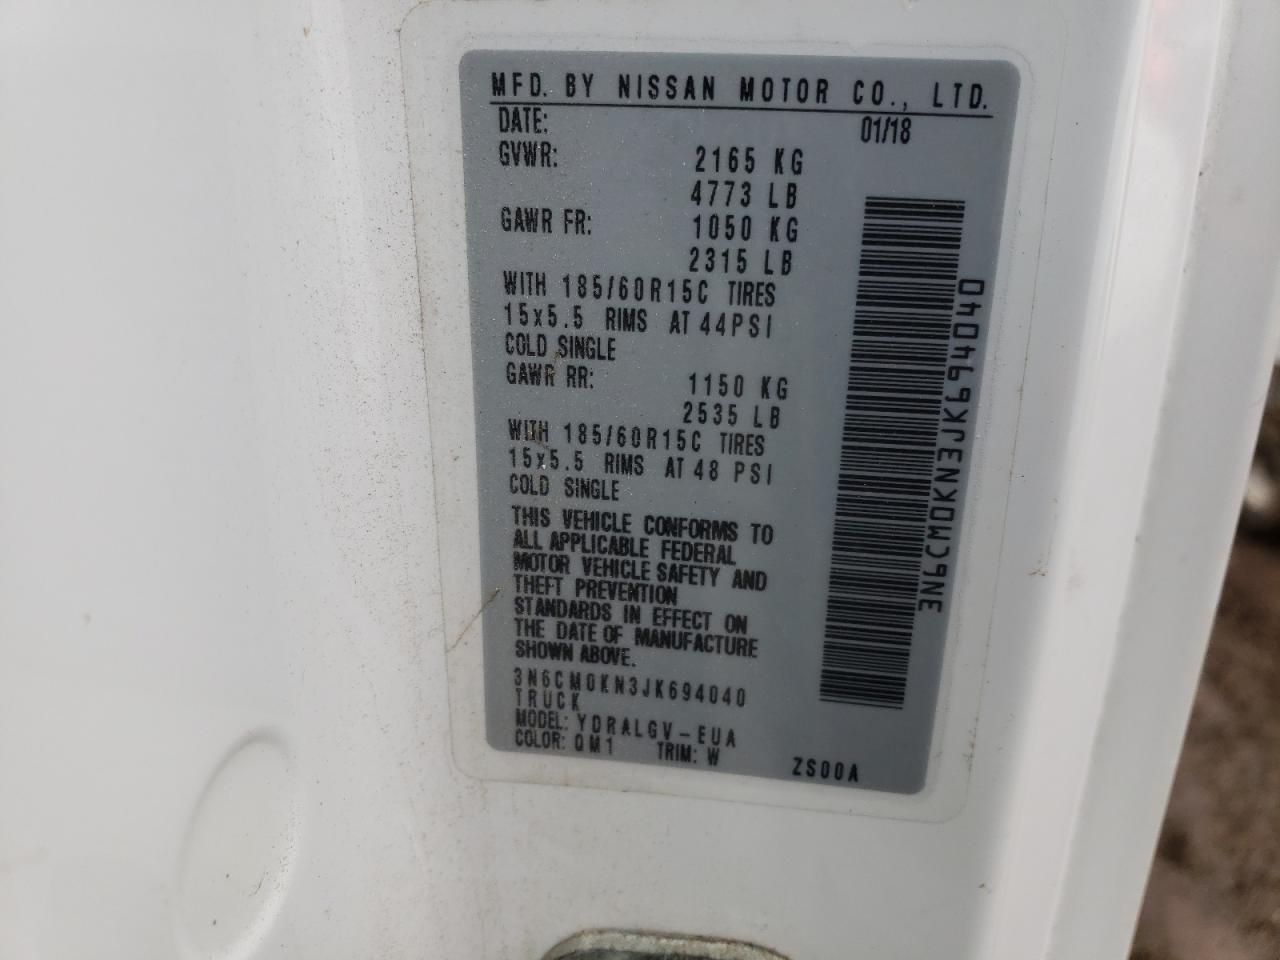 MFD. BY NISSAN MOTOR CO., LTD.
DATE: 01/18
GVWR: 2165 KG
4773 LB
GAWR FR: 1050 KG
2315 LB
WITH 185/60R15C TIRES
15x5.5 RIMS AT 44PSI
COLD SINGLE
GAWR RR: 1150 KG
2535 LB
WITH 185/60R15C TIRES
15x5.5 RIMS AT 48 PSI
COLD SINGLE
THIS VEHICLE CONFORMS TO
ALL APPLICABLE FEDERAL
MOTOR VEHICLE SAFETY AND
THEFT PREVENTION
STANDARDS IN EFFECT ON
THE DATE OF MANUFACTURE
SHOWN ABOVE.
3N6CM0KN3JK694040
TRUCK
MODEL: YDRALGV-EUA
COLOR: QM1 TRIM: W
ZS00A
3N6CM0KN3JK694040